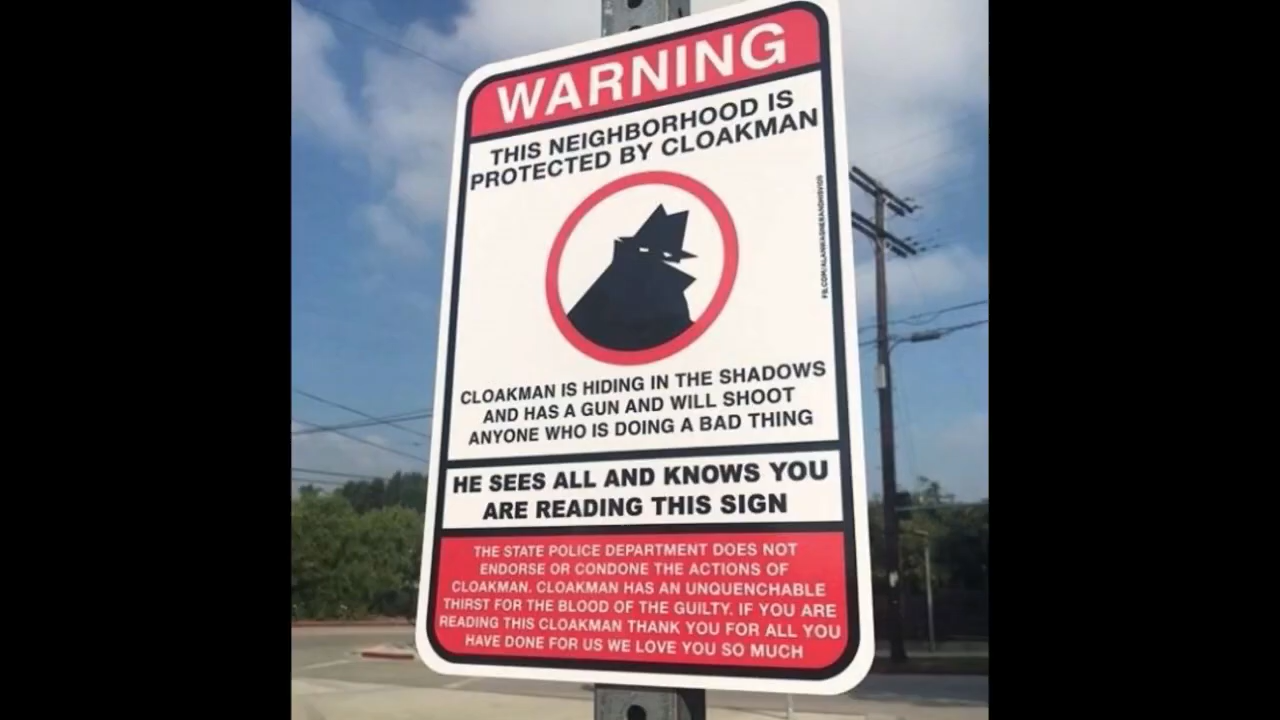 WARNING
THIS NEIGHBORHOOD IS
PROTECTED BY CLOAKMAN
FB.COM/ALANWAGNERANDHISVIDS
CLOAKMAN IS HIDING IN THE SHADOWS
AND HAS A GUN AND WILL SHOOT
ANYONE WHO IS DOING A BAD THING
HE SEES ALL AND KNOWS YOU
ARE READING THIS SIGN
THE STATE POLICE DEPARTMENT DOES NOT
ENDORSE OR CONDONE THE ACTIONS OF
CLOAKMAN. CLOAKMAN HAS AN UNQUENCHABLE
THIRST FOR THE BLOOD OF THE GUILTY. IF YOU ARE
READING THIS CLOAKMAN THANK YOU FOR ALL YOU
HAVE DONE FOR US WE LOVE YOU SO MUCH